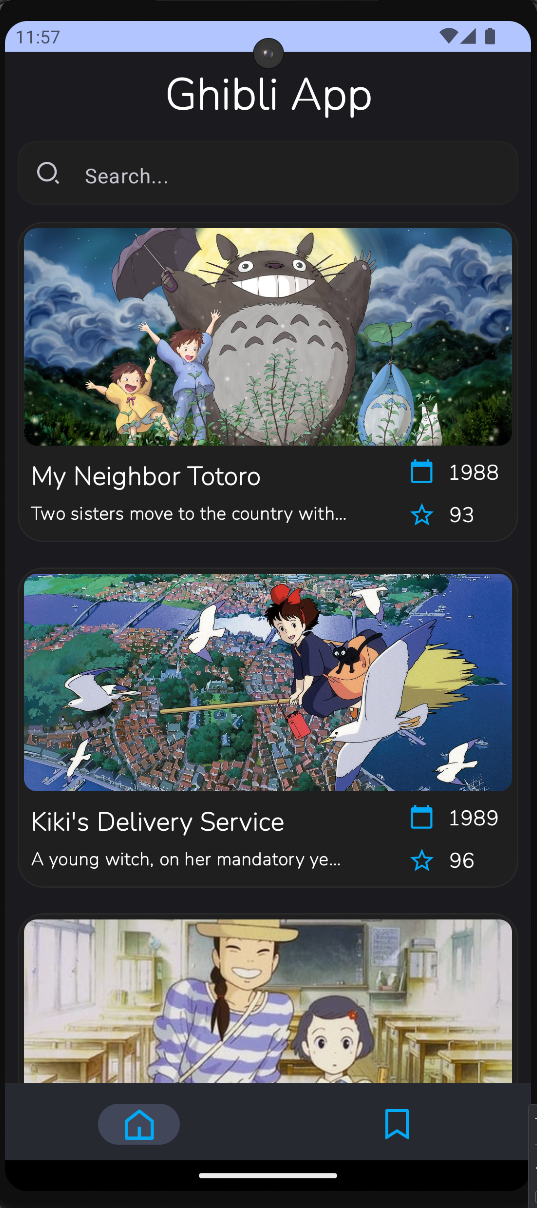 11:57
Ghibli App
Search...
My Neighbor Totoro
1988
Two sisters move to the country with...
93
Kiki's Delivery Service
1989
A young witch, on her mandatory ye...
96